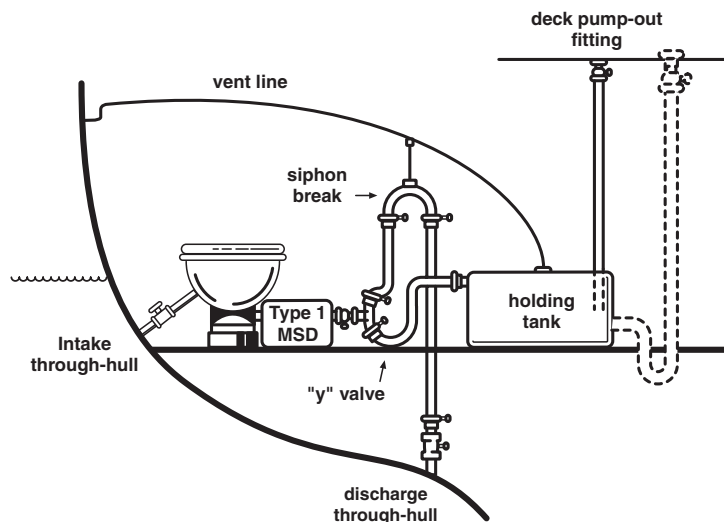 deck pump-out
fitting
vent line
siphon
break
Type 1
MSD
holding
tank
Intake
through-hull
"y" valve
discharge
through-hull